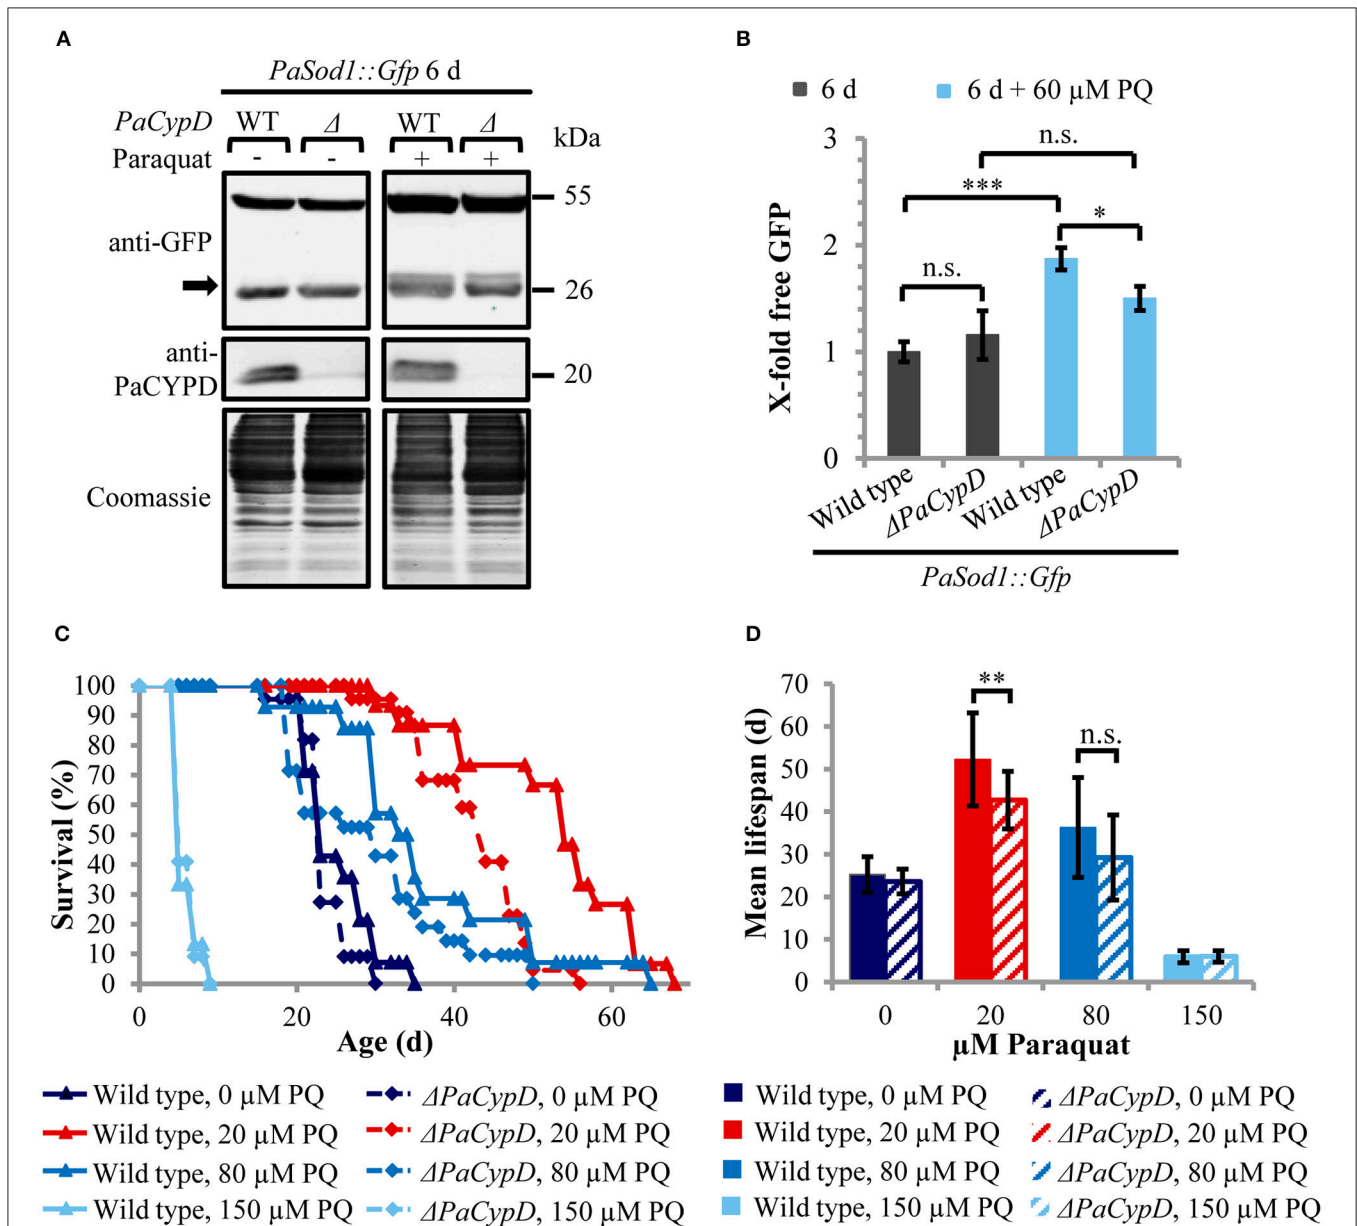 A
PaSod1::Gfp 6 d
PaCypD WT Δ WT Δ
kDa
Paraquat - - + +
55
anti-GFP
26
anti-
PaCYPD
20
Coomassie
B
6 d
6 d + 60 µM PQ
X-fold free GFP
3
2
1
0
n.s.
***
*
n.s.
Wild type
ΔPaCypD
Wild type
ΔPaCypD
PaSod1::Gfp
C
Survival (%)
100
90
80
70
60
50
40
30
20
10
0
0 20 40 60
Age (d)
Wild type, 0 µM PQ
ΔPaCypD, 0 µM PQ
Wild type, 20 µM PQ
ΔPaCypD, 20 µM PQ
Wild type, 80 µM PQ
ΔPaCypD, 80 µM PQ
Wild type, 150 µM PQ
ΔPaCypD, 150 µM PQ
D
Mean lifespan (d)
70
60
50
40
30
20
10
0
**
n.s.
0 20 80 150
µM Paraquat
Wild type, 0 µM PQ
ΔPaCypD, 0 µM PQ
Wild type, 20 µM PQ
ΔPaCypD, 20 µM PQ
Wild type, 80 µM PQ
ΔPaCypD, 80 µM PQ
Wild type, 150 µM PQ
ΔPaCypD, 150 µM PQ